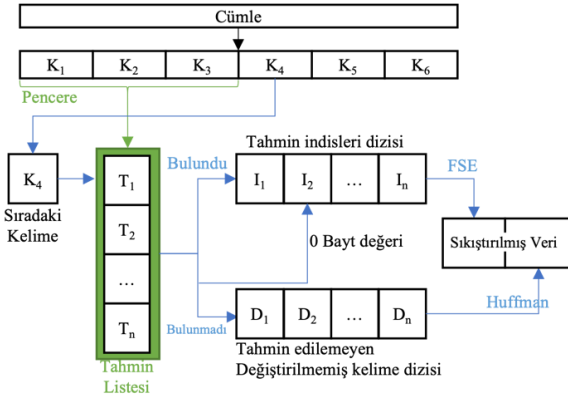 Cümle
K1 K2 K3 K4 K5 K6
Pencere
K4
Sıradaki
Kelime
T1
T2
…
Tn
Tahmin
Listesi
Bulundu
Tahmin indisleri dizisi
I1 I2 … In
FSE
0 Bayt değeri
Sıkıştırılmış Veri
Bulunmadı
D1 D2 … Dn
Huffman
Tahmin edilemeyen
Değiştirilmemiş kelime dizisi